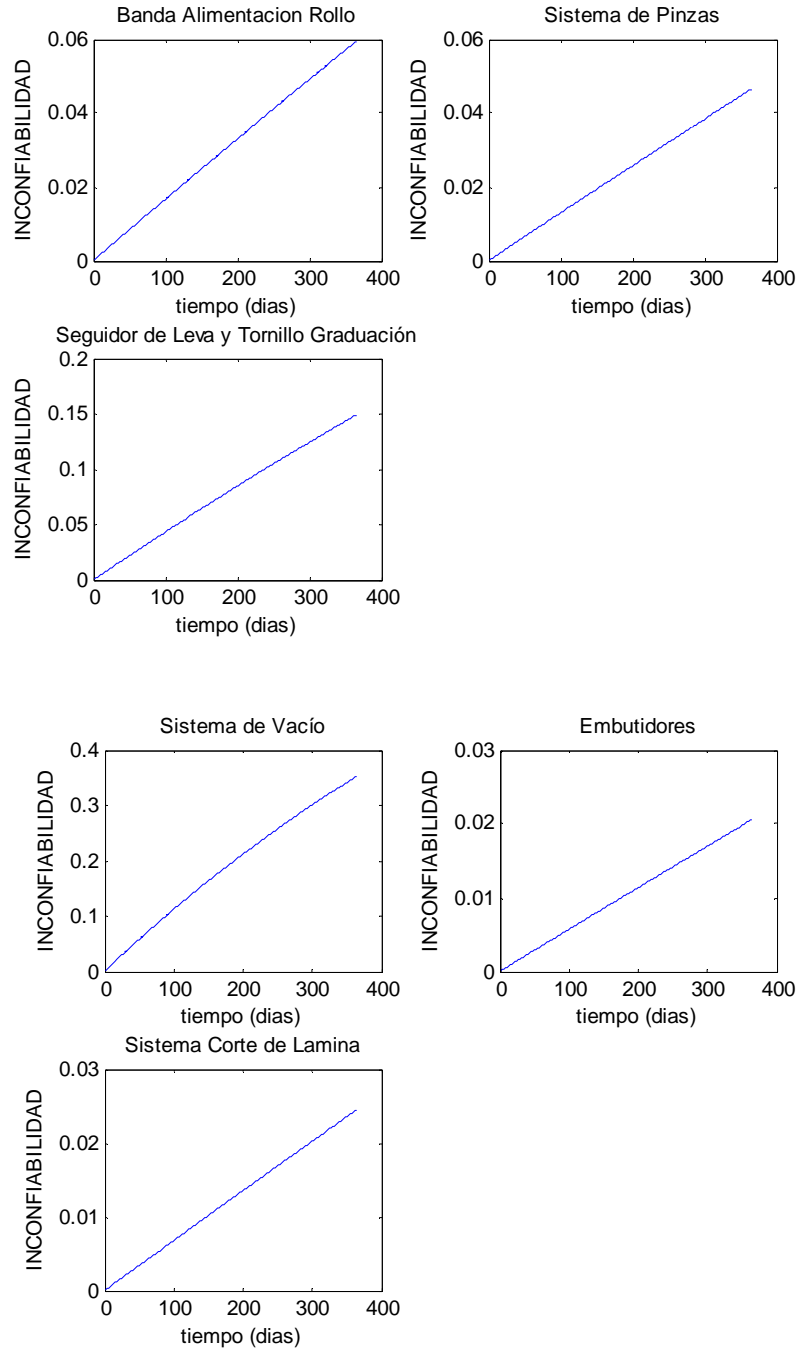 Banda Alimentacion Rollo
0.06
0.04
0.02
0
INCONFIABILIDAD
0 100 200 300 400
tiempo (dias)
Sistema de Pinzas
0.06
0.04
0.02
0
INCONFIABILIDAD
0 100 200 300 400
tiempo (dias)
Seguidor de Leva y Tornillo Graduación
0.2
0.15
0.1
0.05
0
INCONFIABILIDAD
0 100 200 300 400
tiempo (dias)
Sistema de Vacío
0.4
0.3
0.2
0.1
0
INCONFIABILIDAD
0 100 200 300 400
tiempo (dias)
Embutidores
0.03
0.02
0.01
0
INCONFIABILIDAD
0 100 200 300 400
tiempo (dias)
Sistema Corte de Lamina
0.03
0.02
0.01
0
INCONFIABILIDAD
0 100 200 300 400
tiempo (dias)